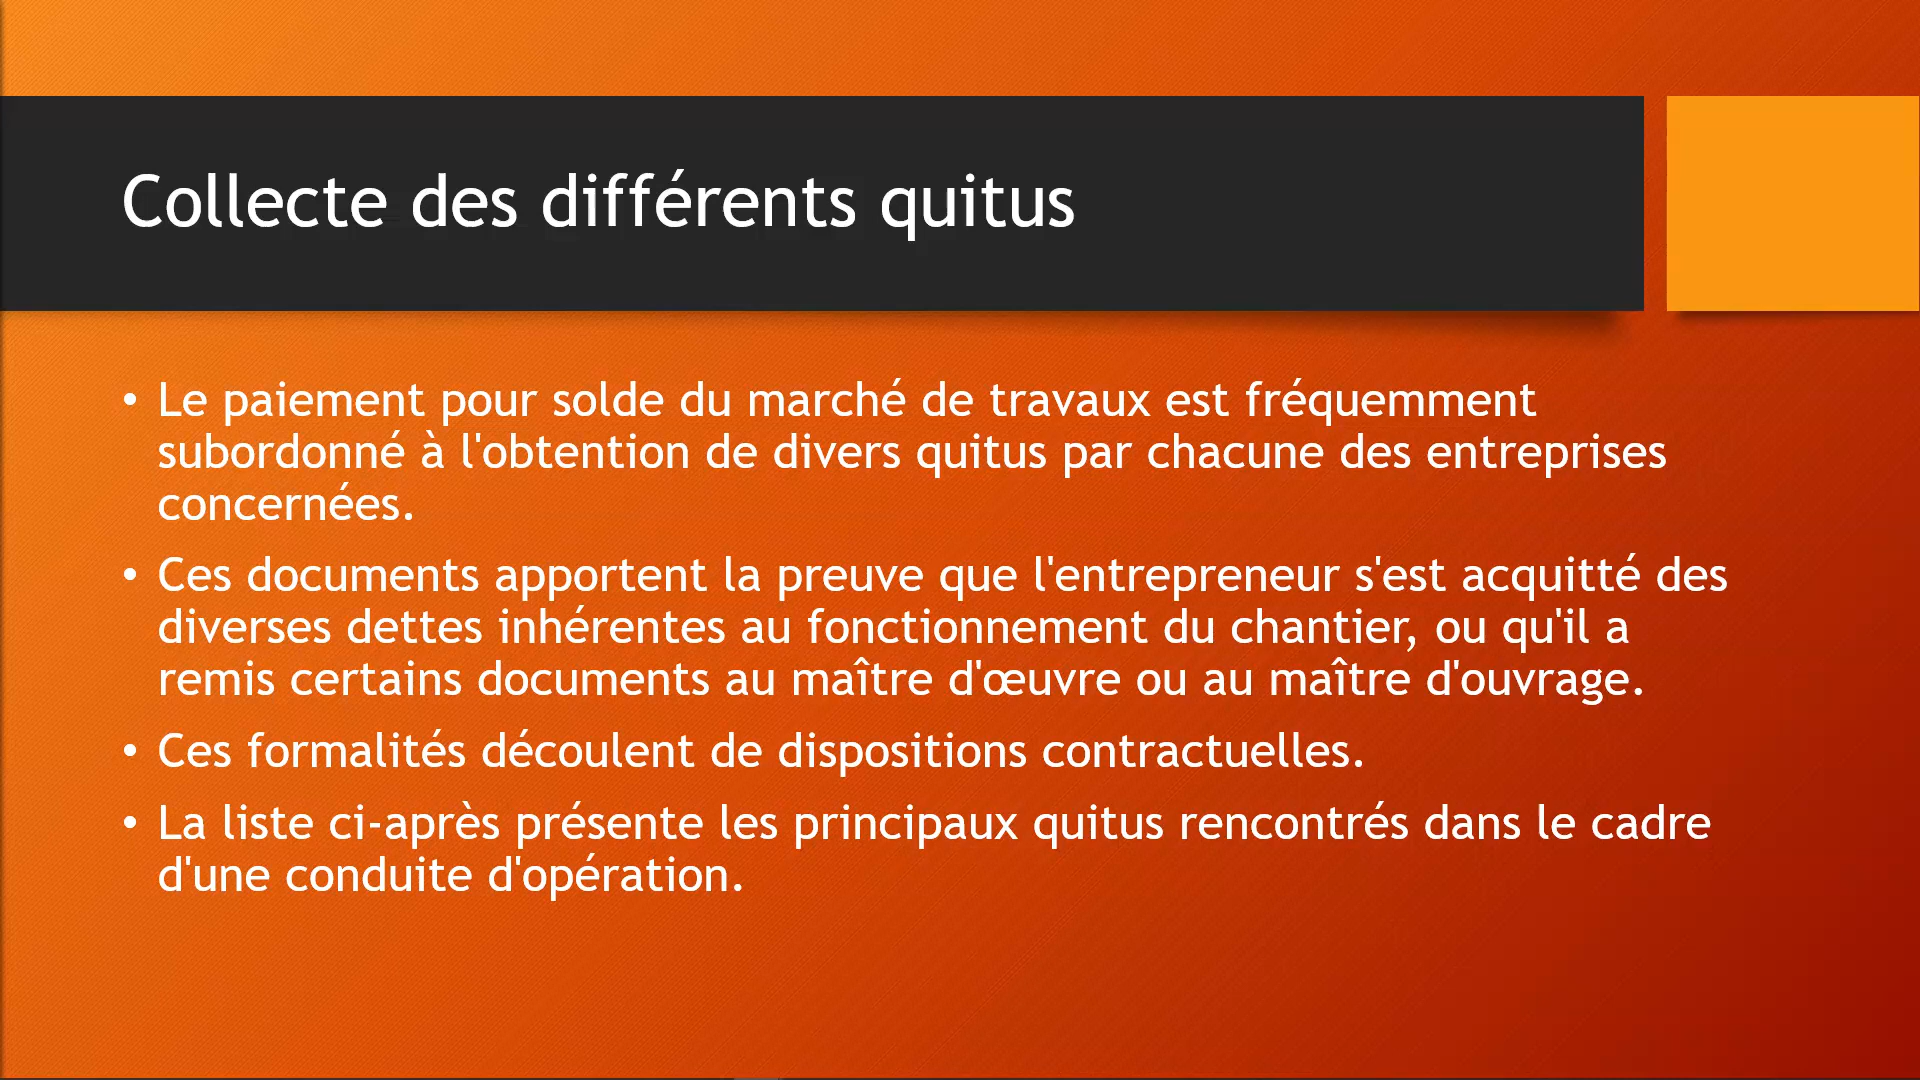 Collecte des différents quitus
• Le paiement pour solde du marché de travaux est fréquemment
subordonné à l'obtention de divers quitus par chacune des entreprises
concernées.
• Ces documents apportent la preuve que l'entrepreneur s'est acquitté des
diverses dettes inhérentes au fonctionnement du chantier, ou qu'il a
remis certains documents au maître d'œuvre ou au maître d'ouvrage.
• Ces formalités découlent de dispositions contractuelles.
• La liste ci-après présente les principaux quitus rencontrés dans le cadre
d'une conduite d'opération.